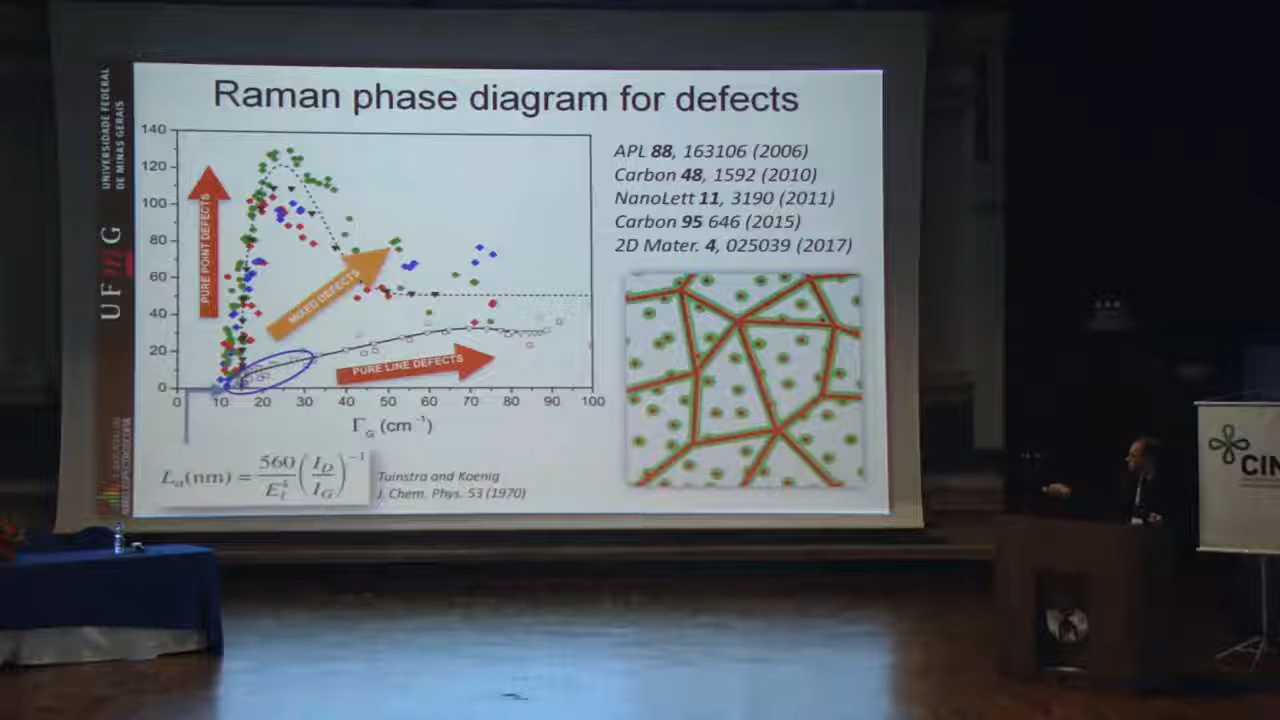 Raman phase diagram for defects
UNIVERSIDADE FEDERAL
DE MINAS GERAIS
UFmG
140
120
100
80
60
40
20
0
0 10 20 30 40 50 60 70 80 90 100
Γ_G (cm⁻¹)
PURE POINT DEFECTS
MIXED DEFECTS
PURE LINE DEFECTS
APL 88, 163106 (2006)
Carbon 48, 1592 (2010)
NanoLett 11, 3190 (2011)
Carbon 95 646 (2015)
2D Mater. 4, 025039 (2017)
L_a(nm) = 560/E_ℓ⁴ (I_D/I_G)⁻¹
Tuinstra and Koenig
J. Chem. Phys. 53 (1970)
CIN